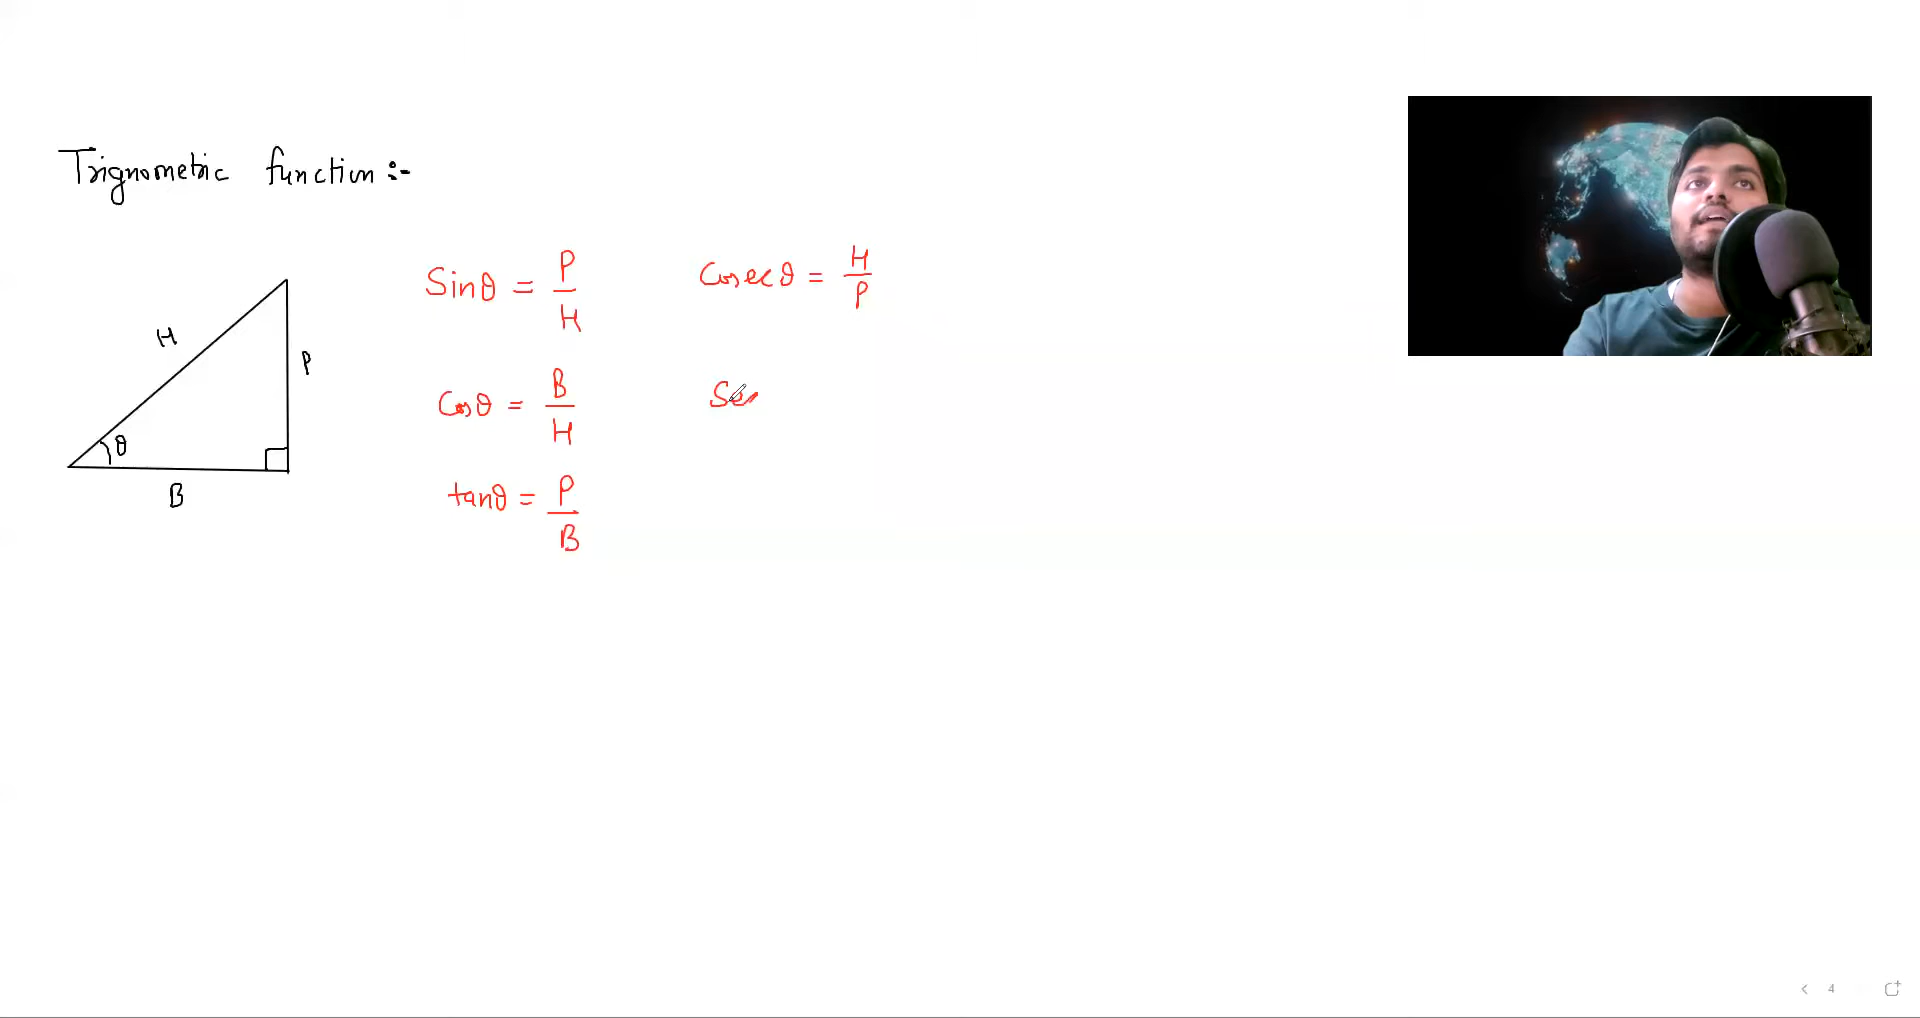 Trignometric function :-
Sinθ = P/H
Cosecθ = H/P
H
P
Cosθ = B/H
θ
B
tanθ = P/B
4